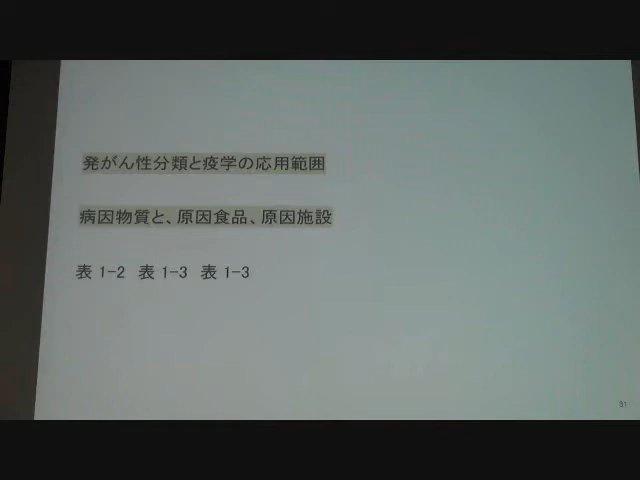 発がん性分類と疫学の応用範囲
病因物質と、原因食品、原因施設
表 1-2 表 1-3 表 1-3